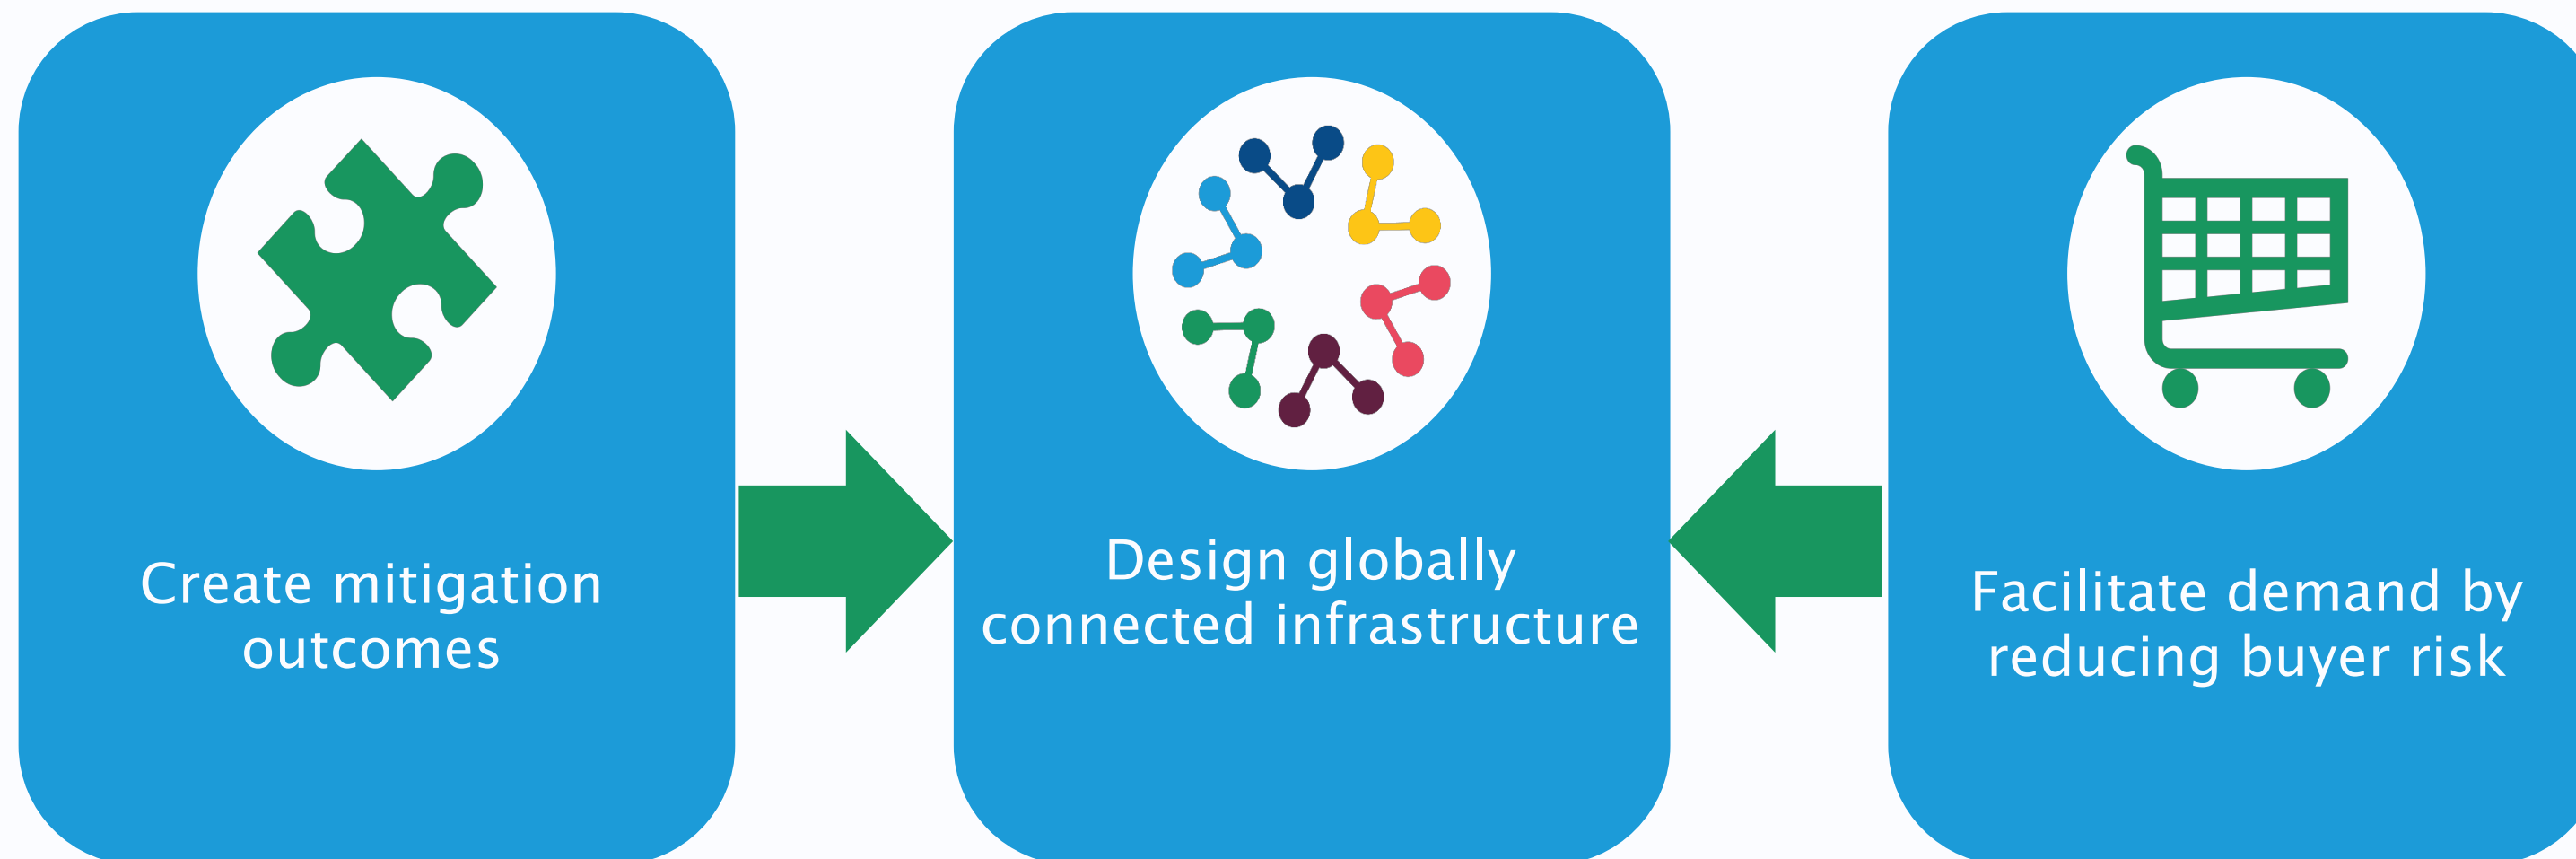 Create mitigation
outcomes
Design globally
connected infrastructure
Facilitate demand by
reducing buyer risk